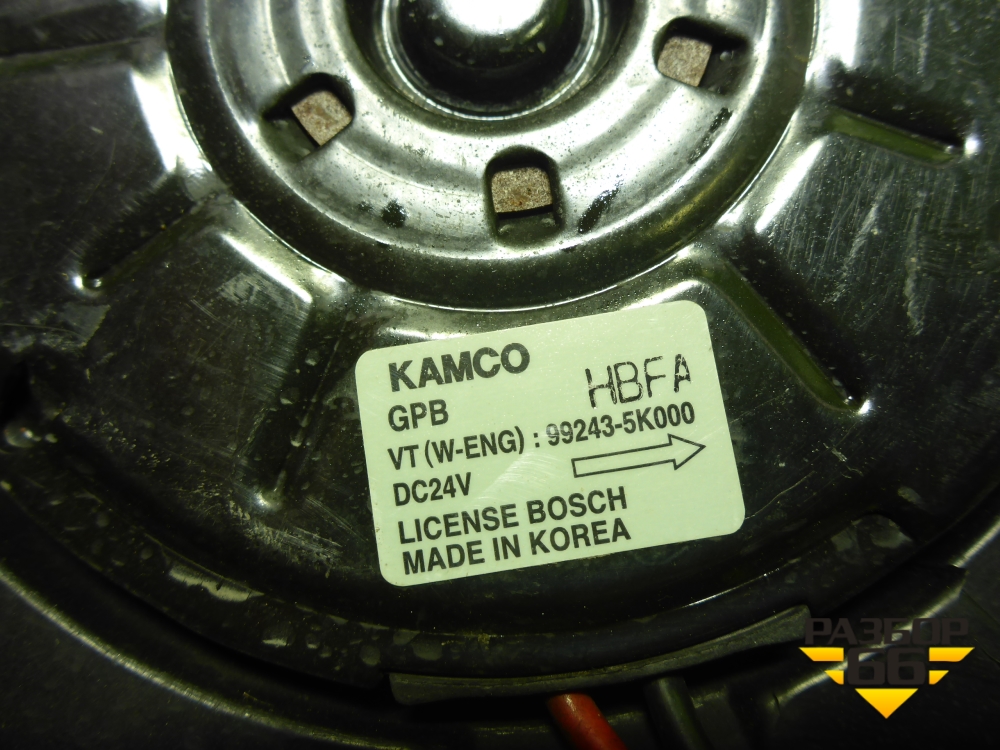 KAMCO
GPB HBFA
VT (W-ENG) : 99243-5K000
DC24V
LICENSE BOSCH
MADE IN KOREA
РАЗБОР
66